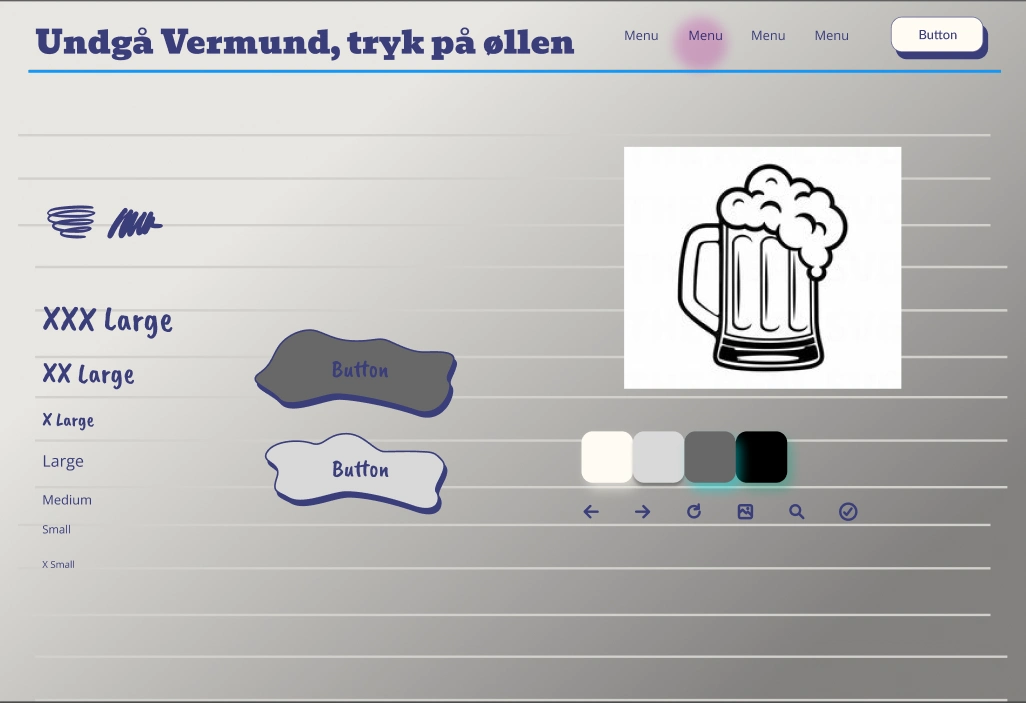 Undgå Vermund, tryk på øllen
Menu Menu Menu Menu Button
XXX Large
XX Large
X Large
Large
Medium
Small
X Small
Button
Button